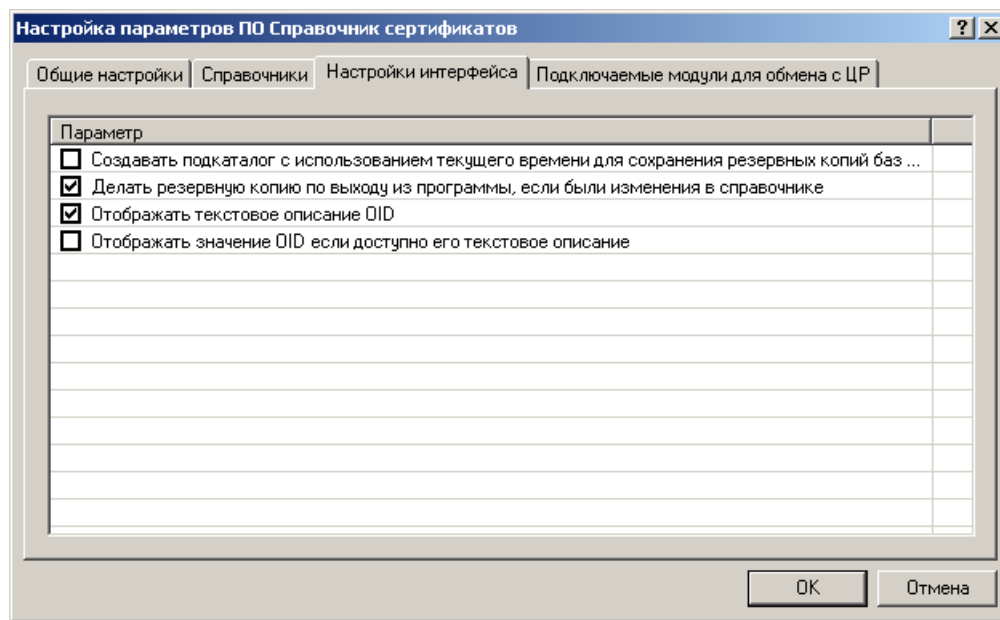 Настройка параметров ПО Справочник сертификатов
Общие настройки Справочники Настройки интерфейса Подключаемые модули для обмена с ЦР
Параметр
Создавать подкаталог с использованием текущего времени для сохранения резервных копий баз ...
Делать резервную копию по выходу из программы, если были изменения в справочнике
Отображать текстовое описание OID
Отображать значение OID если доступно его текстовое описание
OK Отмена